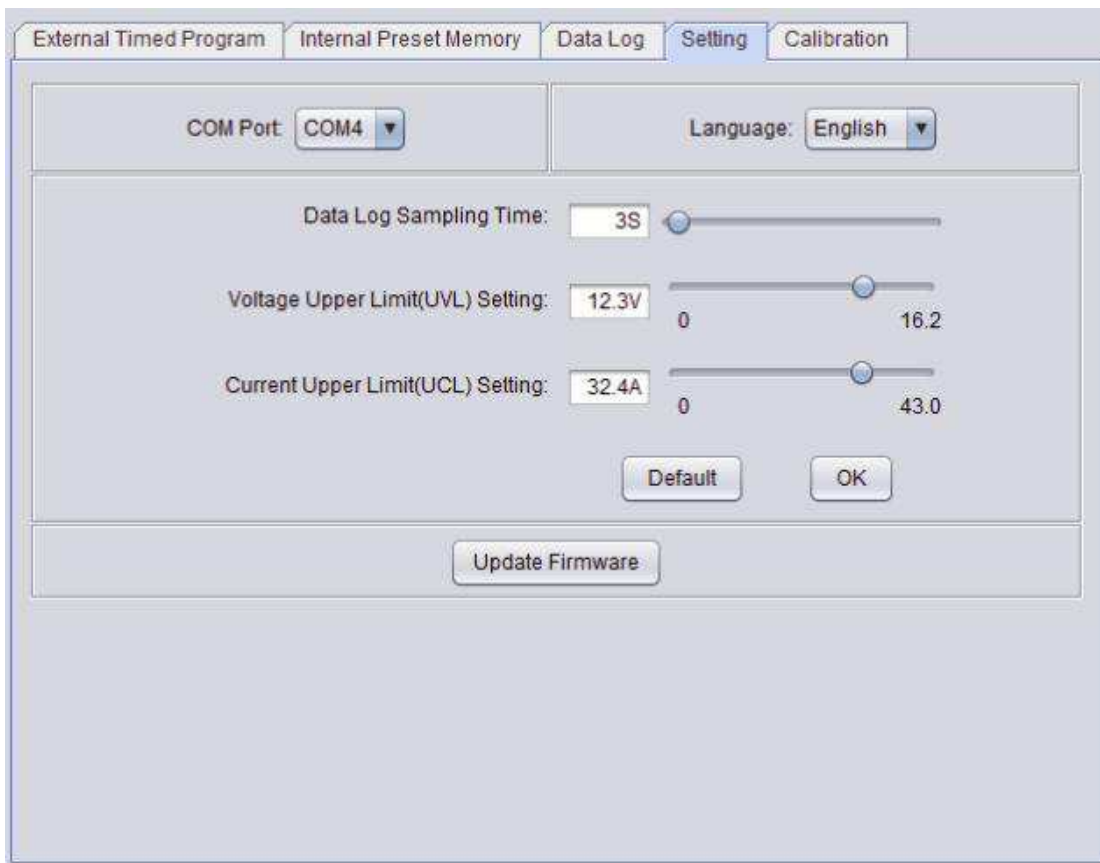 External Timed Program Internal Preset Memory Data Log Setting Calibration
COM Port: COM4 Language: English
Data Log Sampling Time: 3S
Voltage Upper Limit(UVL) Setting: 12.3V
0 16.2
Current Upper Limit(UCL) Setting: 32.4A
0 43.0
Default OK
Update Firmware